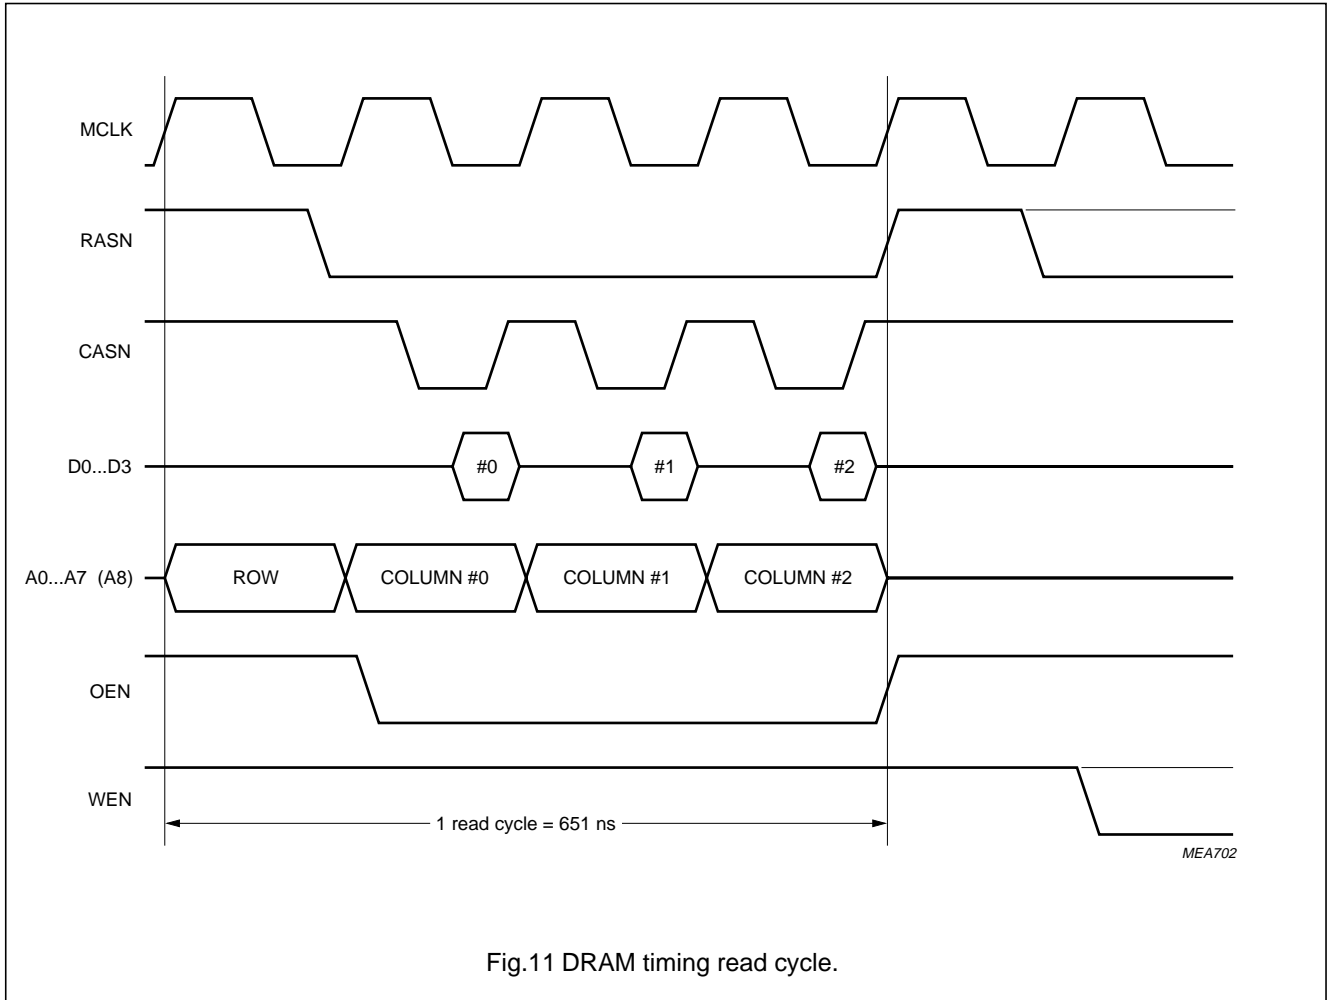 MCLK
RASN
CASN
D0...D3 #0 #1 #2
A0...A7 (A8) ROW COLUMN #0 COLUMN #1 COLUMN #2
OEN
WEN
1 read cycle = 651 ns
MEA702
Fig.11 DRAM timing read cycle.